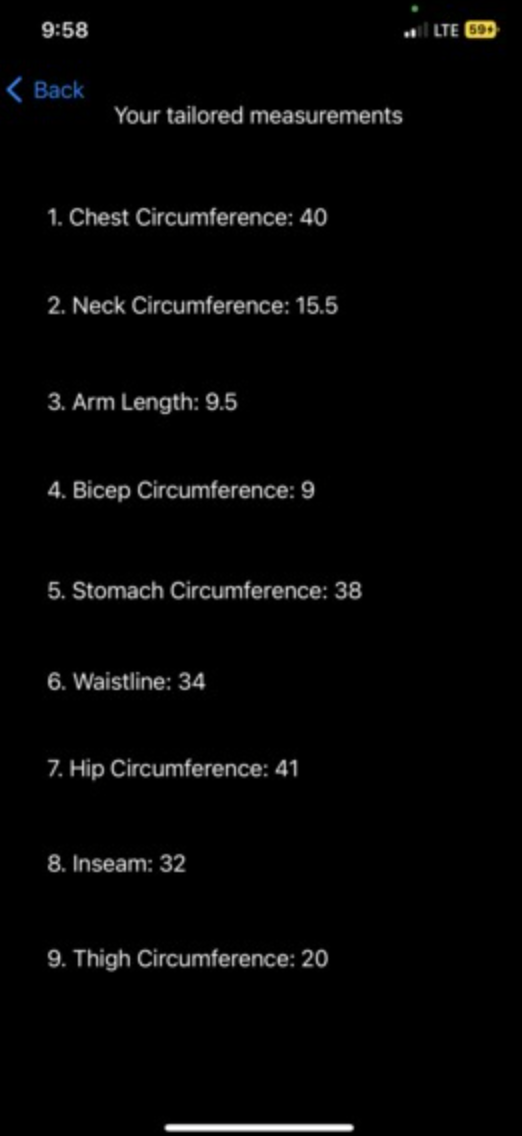 9:58 LTE 59
Back
Your tailored measurements
1. Chest Circumference: 40
2. Neck Circumference: 15.5
3. Arm Length: 9.5
4. Bicep Circumference: 9
5. Stomach Circumference: 38
6. Waistline: 34
7. Hip Circumference: 41
8. Inseam: 32
9. Thigh Circumference: 20